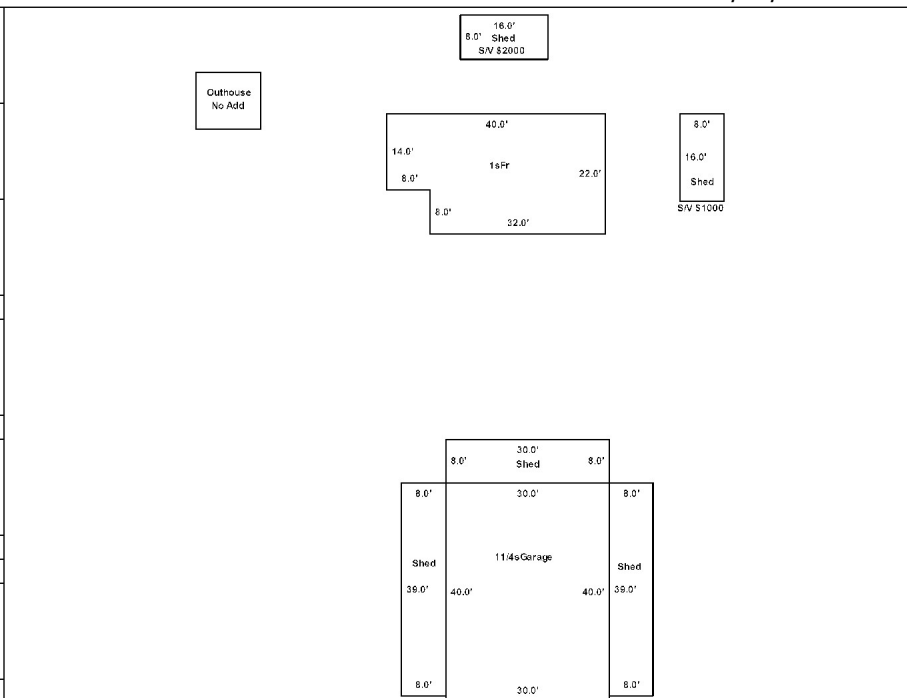 16.0'
8.0' Shed
S/V $2000
Outhouse
No Add
40.0'
14.0'
1sFr
22.0'
8.0'
8.0'
32.0'
8.0'
16.0'
Shed
S/V $1000
30.0'
8.0' Shed 8.0'
8.0' 30.0' 8.0'
11/4sGarage
Shed Shed
39.0' 40.0' 40.0' 39.0'
8.0' 30.0' 8.0'